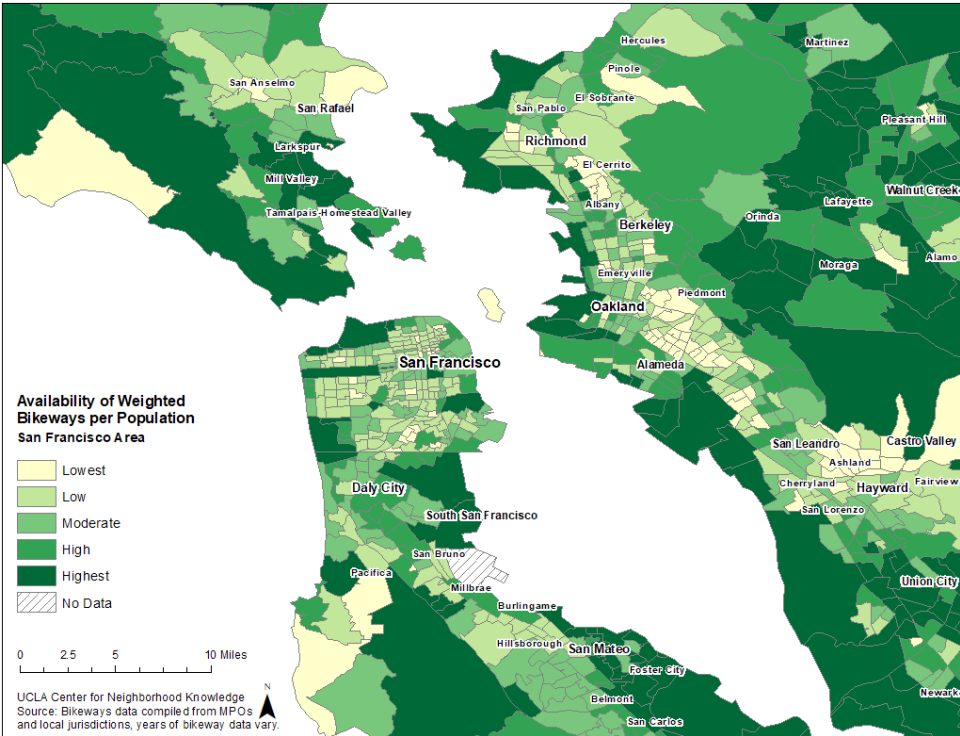 Hercules
Martinez
Pinole
San Anselmo
El Sobrante
San Rafael
San Pablo
Pleasant Hill
Richmond
Larkspur
El Cerrito
Mill Valley
Walnut Creek
Lafayette
Albany
Tamalpais-Homestead Valley
Orinda
Berkeley
Alamo
Moraga
Emeryville
Piedmont
Oakland
San Francisco
Alameda
Availability of Weighted
Bikeways per Population
San Francisco Area
Lowest
Low
Moderate
High
Highest
No Data
San Leandro
Castro Valley
Ashland
Cherryland
Hayward
Fairview
Daly City
San Lorenzo
South San Francisco
San Bruno
Pacifica
Union City
Millbrae
Burlingame
Hillsborough
San Mateo
Foster City
Belmont
Newark
San Carlos
0 2.5 5 10 Miles
N
UCLA Center for Neighborhood Knowledge
Source: Bikeways data compiled from MPOs
and local jurisdictions, years of bikeway data vary.